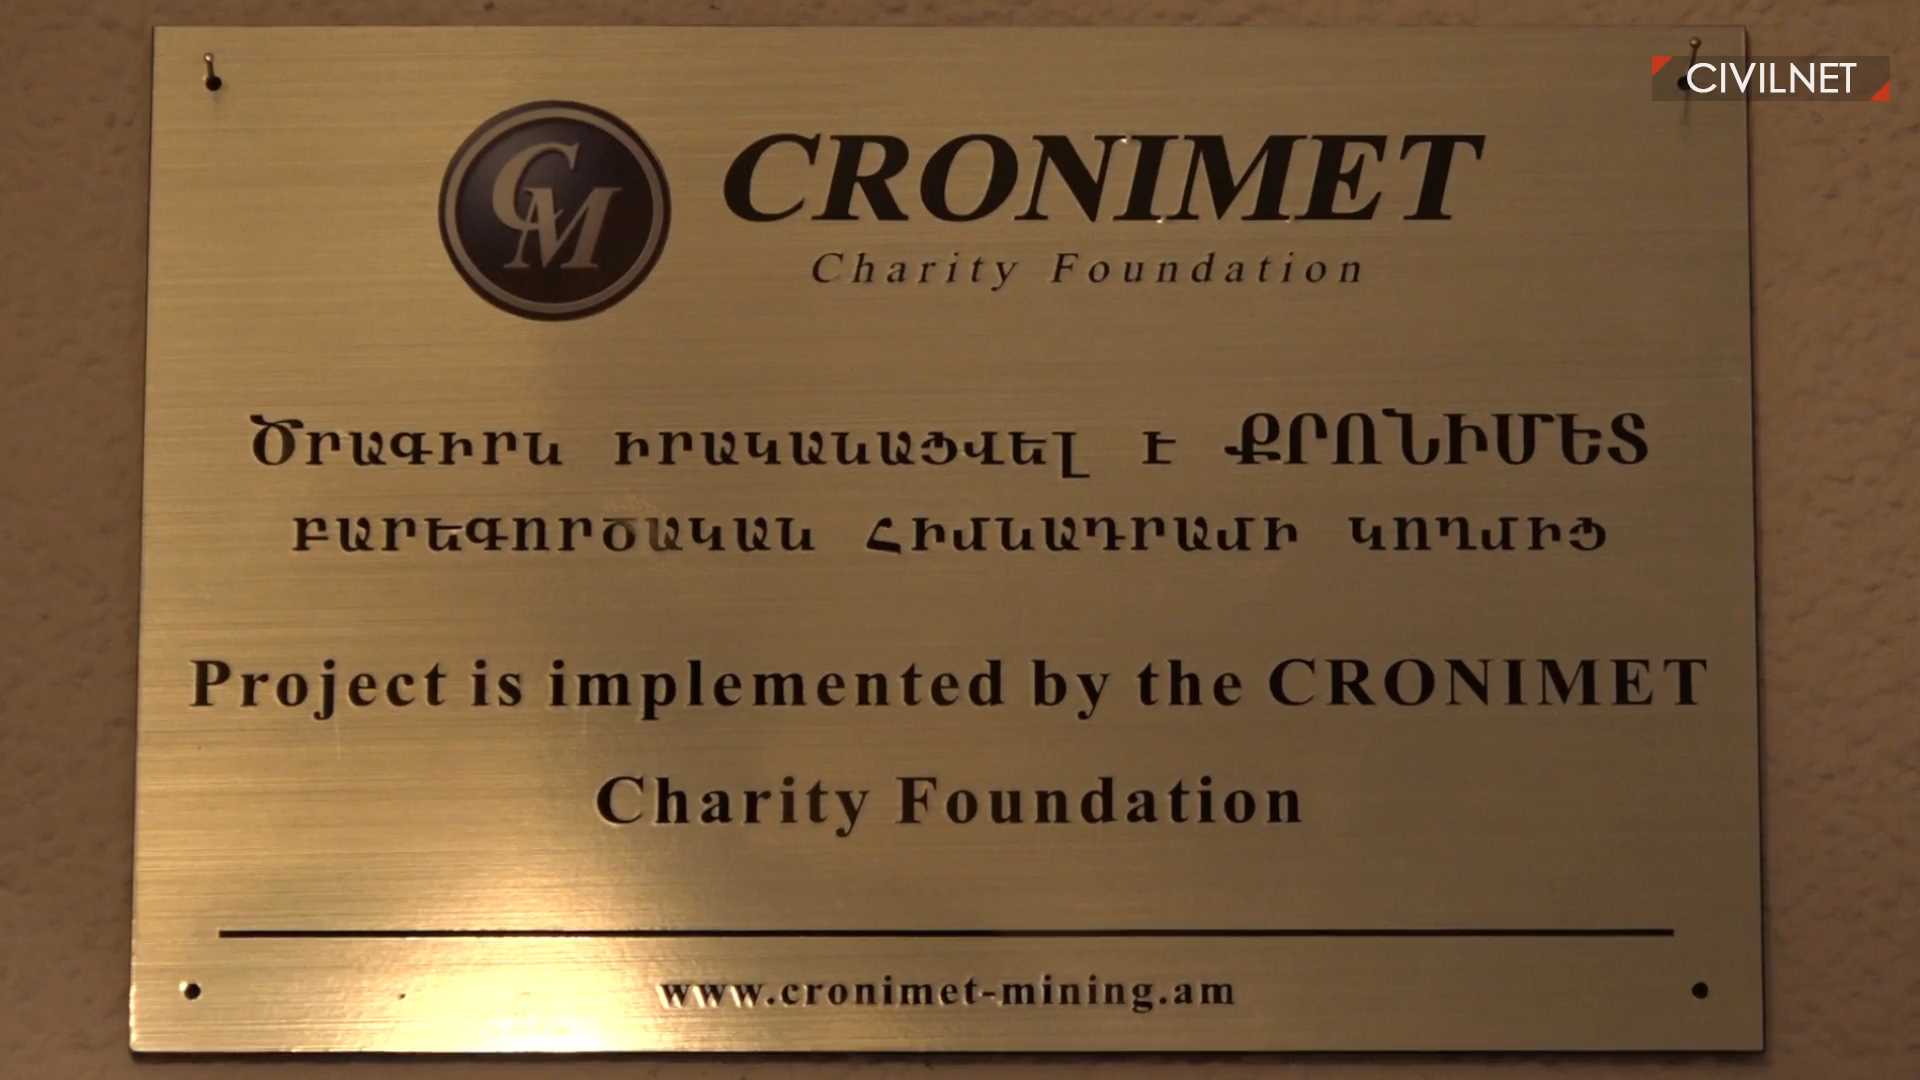 CIVILNET
CM
CRONIMET
Charity Foundation
Ծրագիրն իրականացվել է ՔՐՈՆԻՄԵՏ
բարեգործական Հիմնադրամի կողմից
Project is implemented by the CRONIMET
Charity Foundation
www.cronimet-mining.am